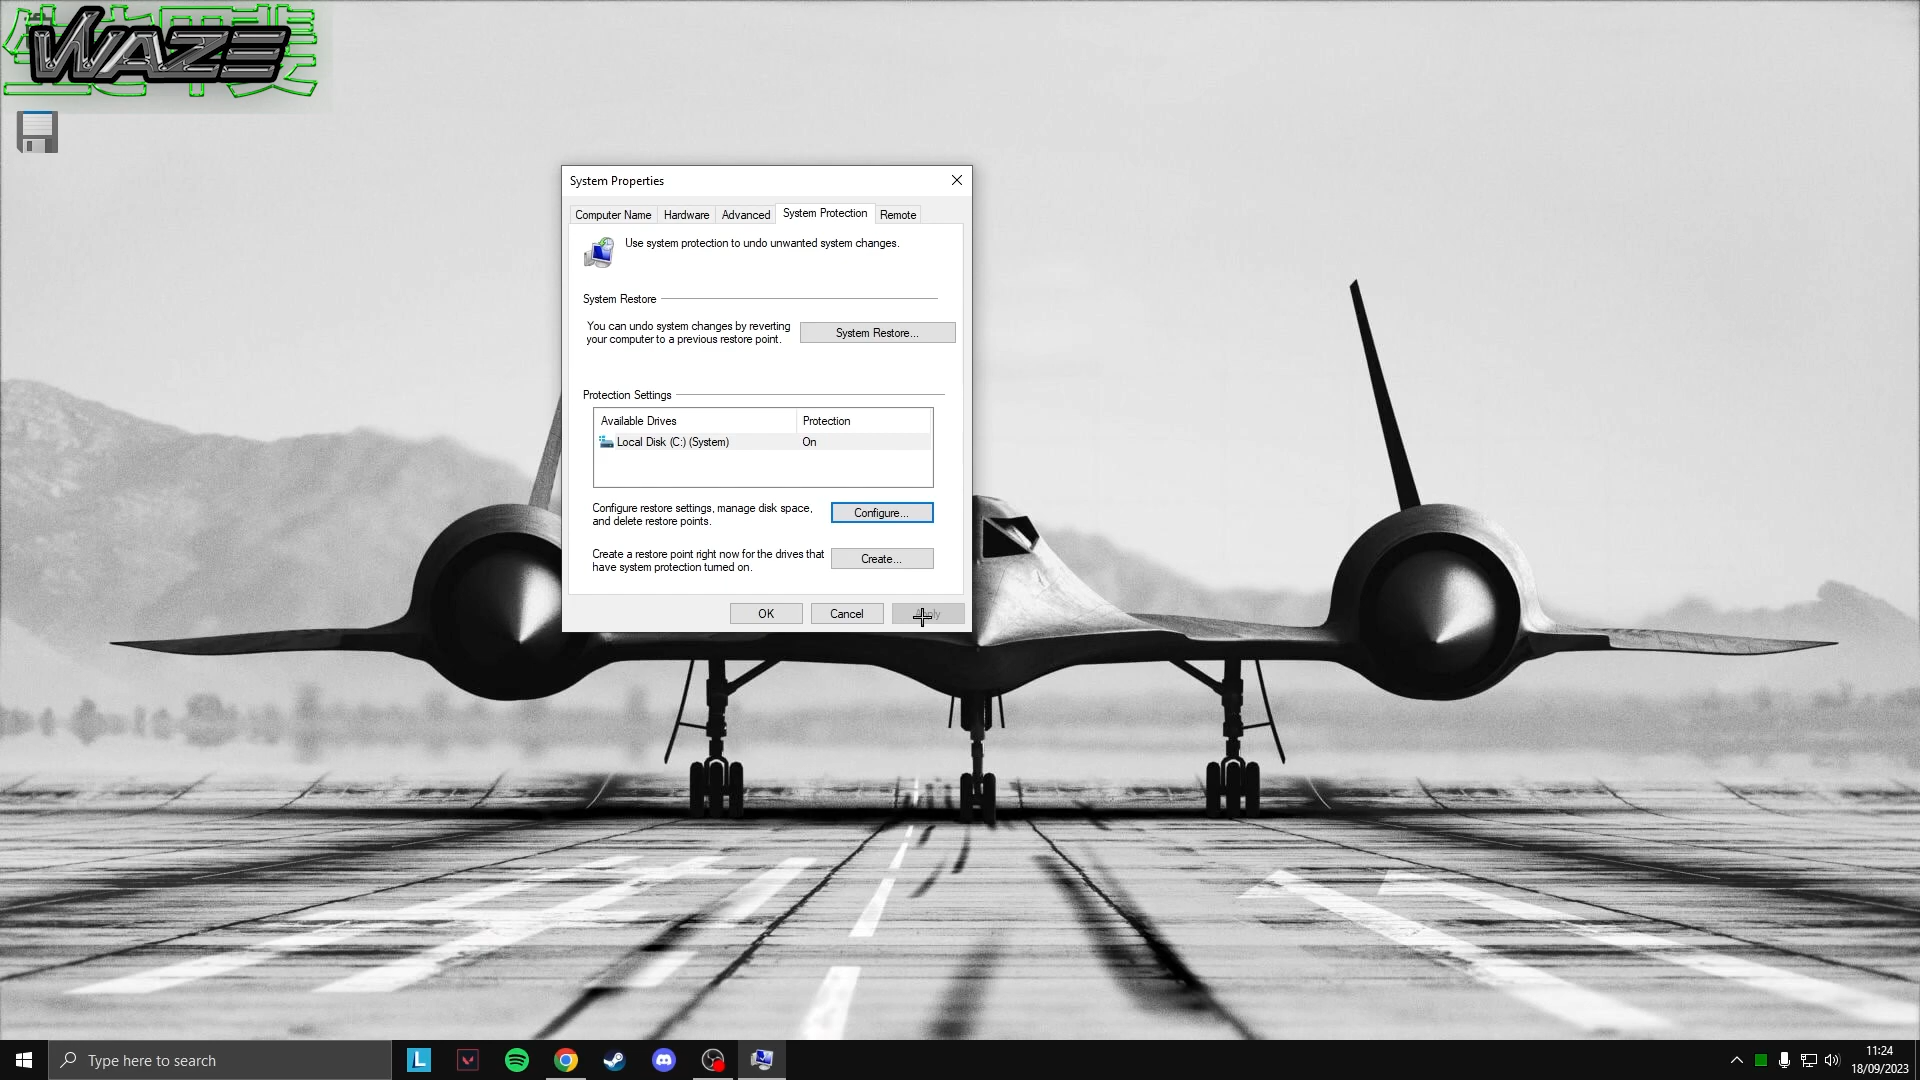 WAZE
System Properties
Computer Name
Hardware
Advanced
System Protection
Remote
Use system protection to undo unwanted system changes.
System Restore
You can undo system changes by reverting
your computer to a previous restore point.
System Restore...
Protection Settings
Available Drives
Protection
Local Disk (C:) (System)
On
Configure restore settings, manage disk space,
and delete restore points.
Configure...
Create a restore point right now for the drives that
have system protection turned on.
Create...
OK
Cancel
Type here to search
L
11:24
18/09/2023